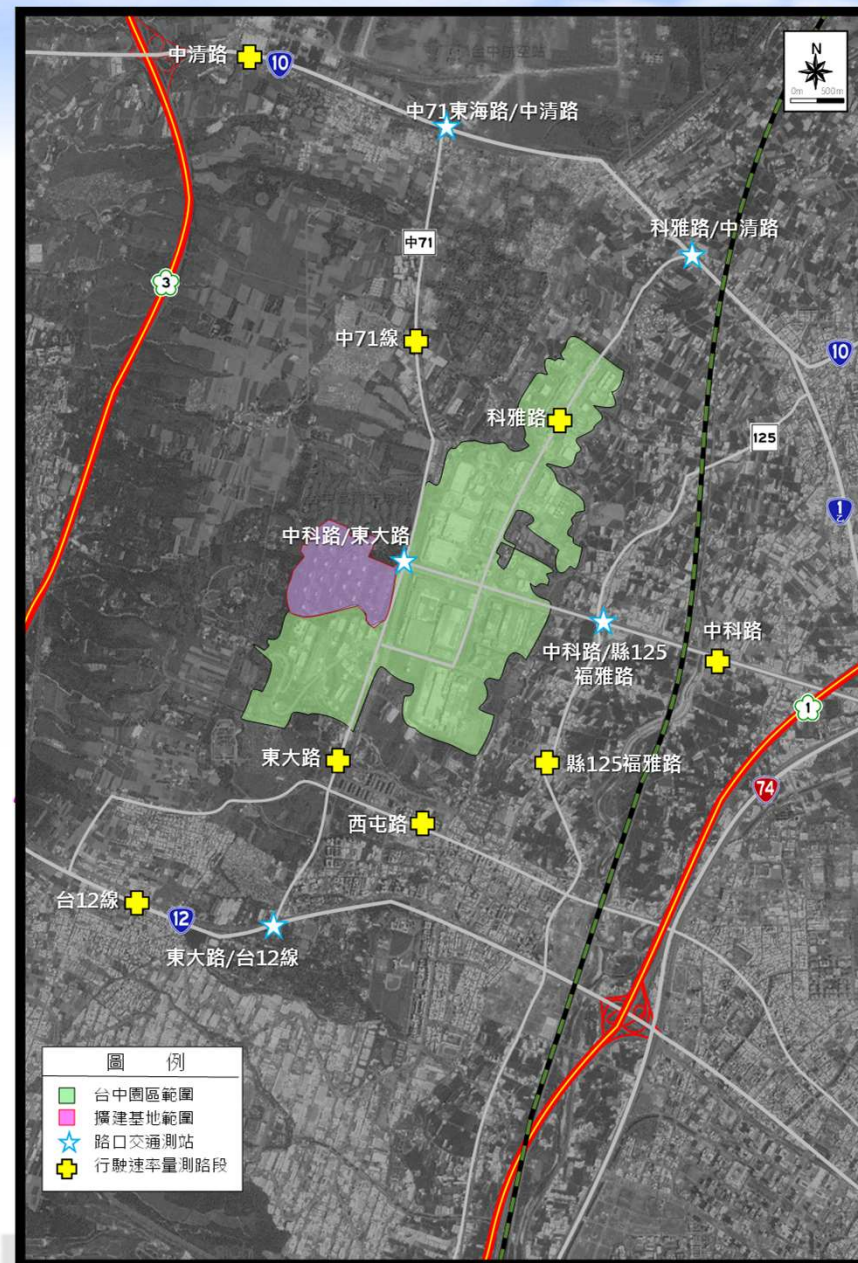 中清路
10
中71東海路/中清路
N
0m 500m
科雅路/中清路
中71
3
中71線
10
科雅路
125
1乙
中科路/東大路
中科路/縣125
福雅路
中科路
1
東大路
縣125福雅路
74
西屯路
台12線
12
東大路/台12線
圖 例
台中園區範圍
擴建基地範圍
路口交通測站
行駛速率量測路段